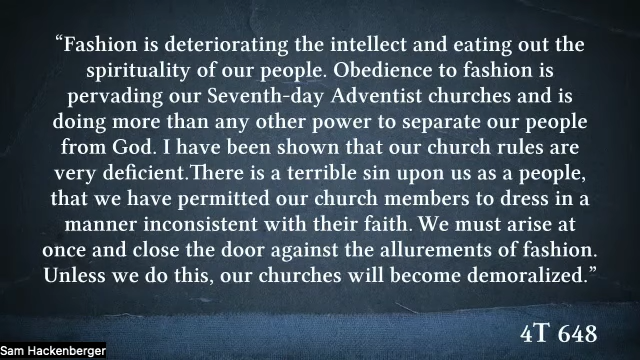 “Fashion is deteriorating the intellect and eating out the
spirituality of our people. Obedience to fashion is
pervading our Seventh-day Adventist churches and is
doing more than any other power to separate our people
from God. I have been shown that our church rules are
very deficient.There is a terrible sin upon us as a people,
that we have permitted our church members to dress in a
manner inconsistent with their faith. We must arise at
once and close the door against the allurements of fashion.
Unless we do this, our churches will become demoralized.”
4T 648
Sam Hackenberger